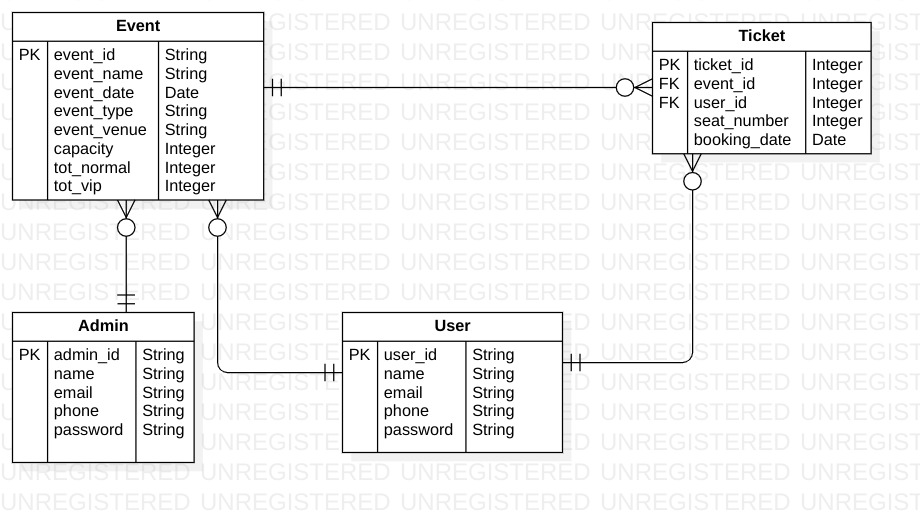 Event
PK event_id String
event_name String
event_date Date
event_type String
event_venue String
capacity Integer
tot_normal Integer
tot_vip Integer
Ticket
PK ticket_id Integer
FK event_id Integer
FK user_id Integer
seat_number Integer
booking_date Date
Admin
PK admin_id String
name String
email String
phone String
password String
User
PK user_id String
name String
email String
phone String
password String
UNREGISTERED